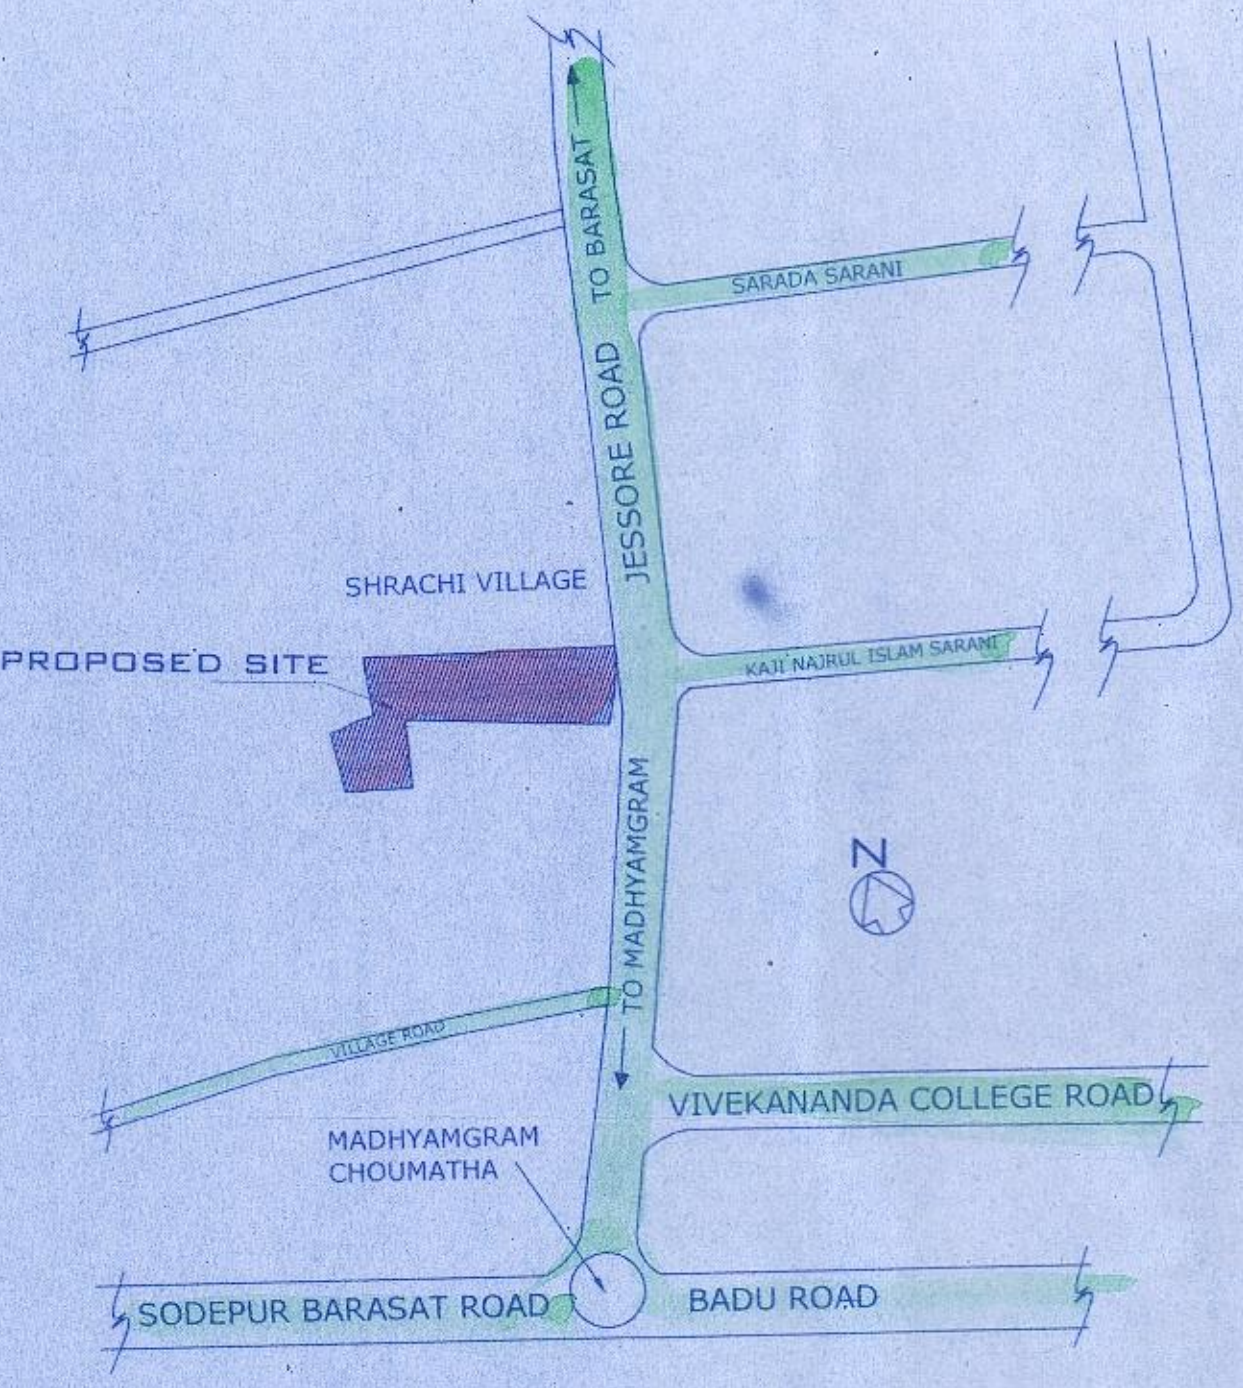 TO BARASAT
SARADA SARANI
JESSORE ROAD
SHRACHI VILLAGE
PROPOSED SITE
KAJI NAJRUL ISLAM SARANI
TO MADHYAMGRAM
N
VILLAGE ROAD
VIVEKANANDA COLLEGE ROAD
MADHYAMGRAM
CHOUMATHA
SODEPUR BARASAT ROAD
BADU ROAD